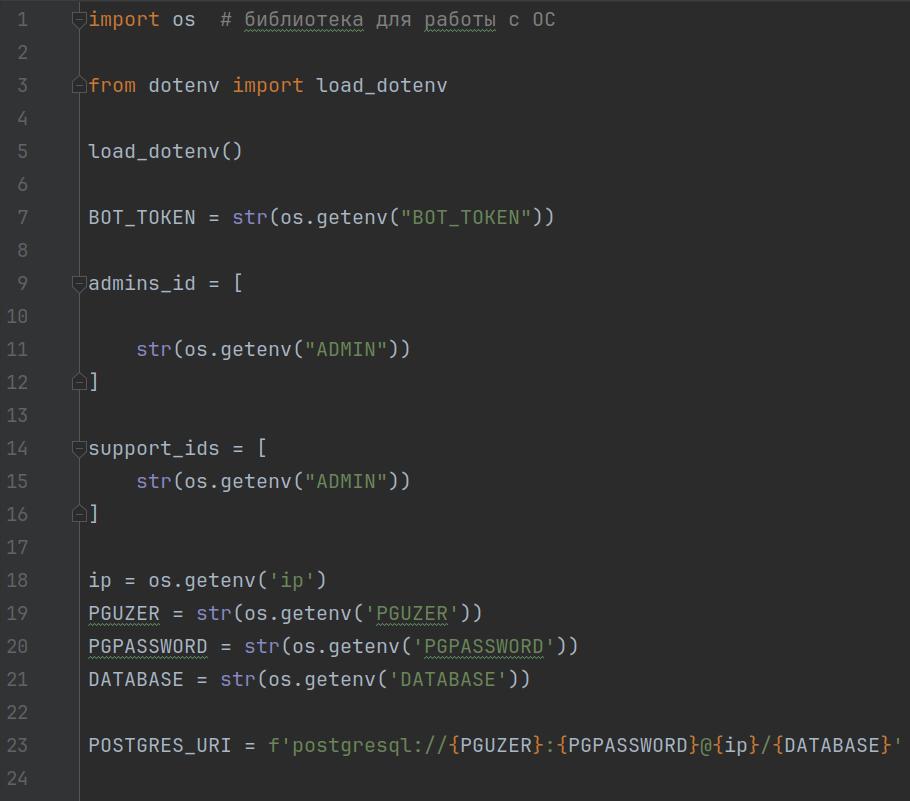 1 import os  # библиотека для работы с ОС
2
3 from dotenv import load_dotenv
4
5 load_dotenv()
6
7 BOT_TOKEN = str(os.getenv("BOT_TOKEN"))
8
9 admins_id = [
10
11     str(os.getenv("ADMIN"))
12 ]
13
14 support_ids = [
15     str(os.getenv("ADMIN"))
16 ]
17
18 ip = os.getenv('ip')
19 PGUZER = str(os.getenv('PGUZER'))
20 PGPASSWORD = str(os.getenv('PGPASSWORD'))
21 DATABASE = str(os.getenv('DATABASE'))
22
23 POSTGRES_URI = f'postgresql://{PGUZER}:{PGPASSWORD}@{ip}/{DATABASE}'
24